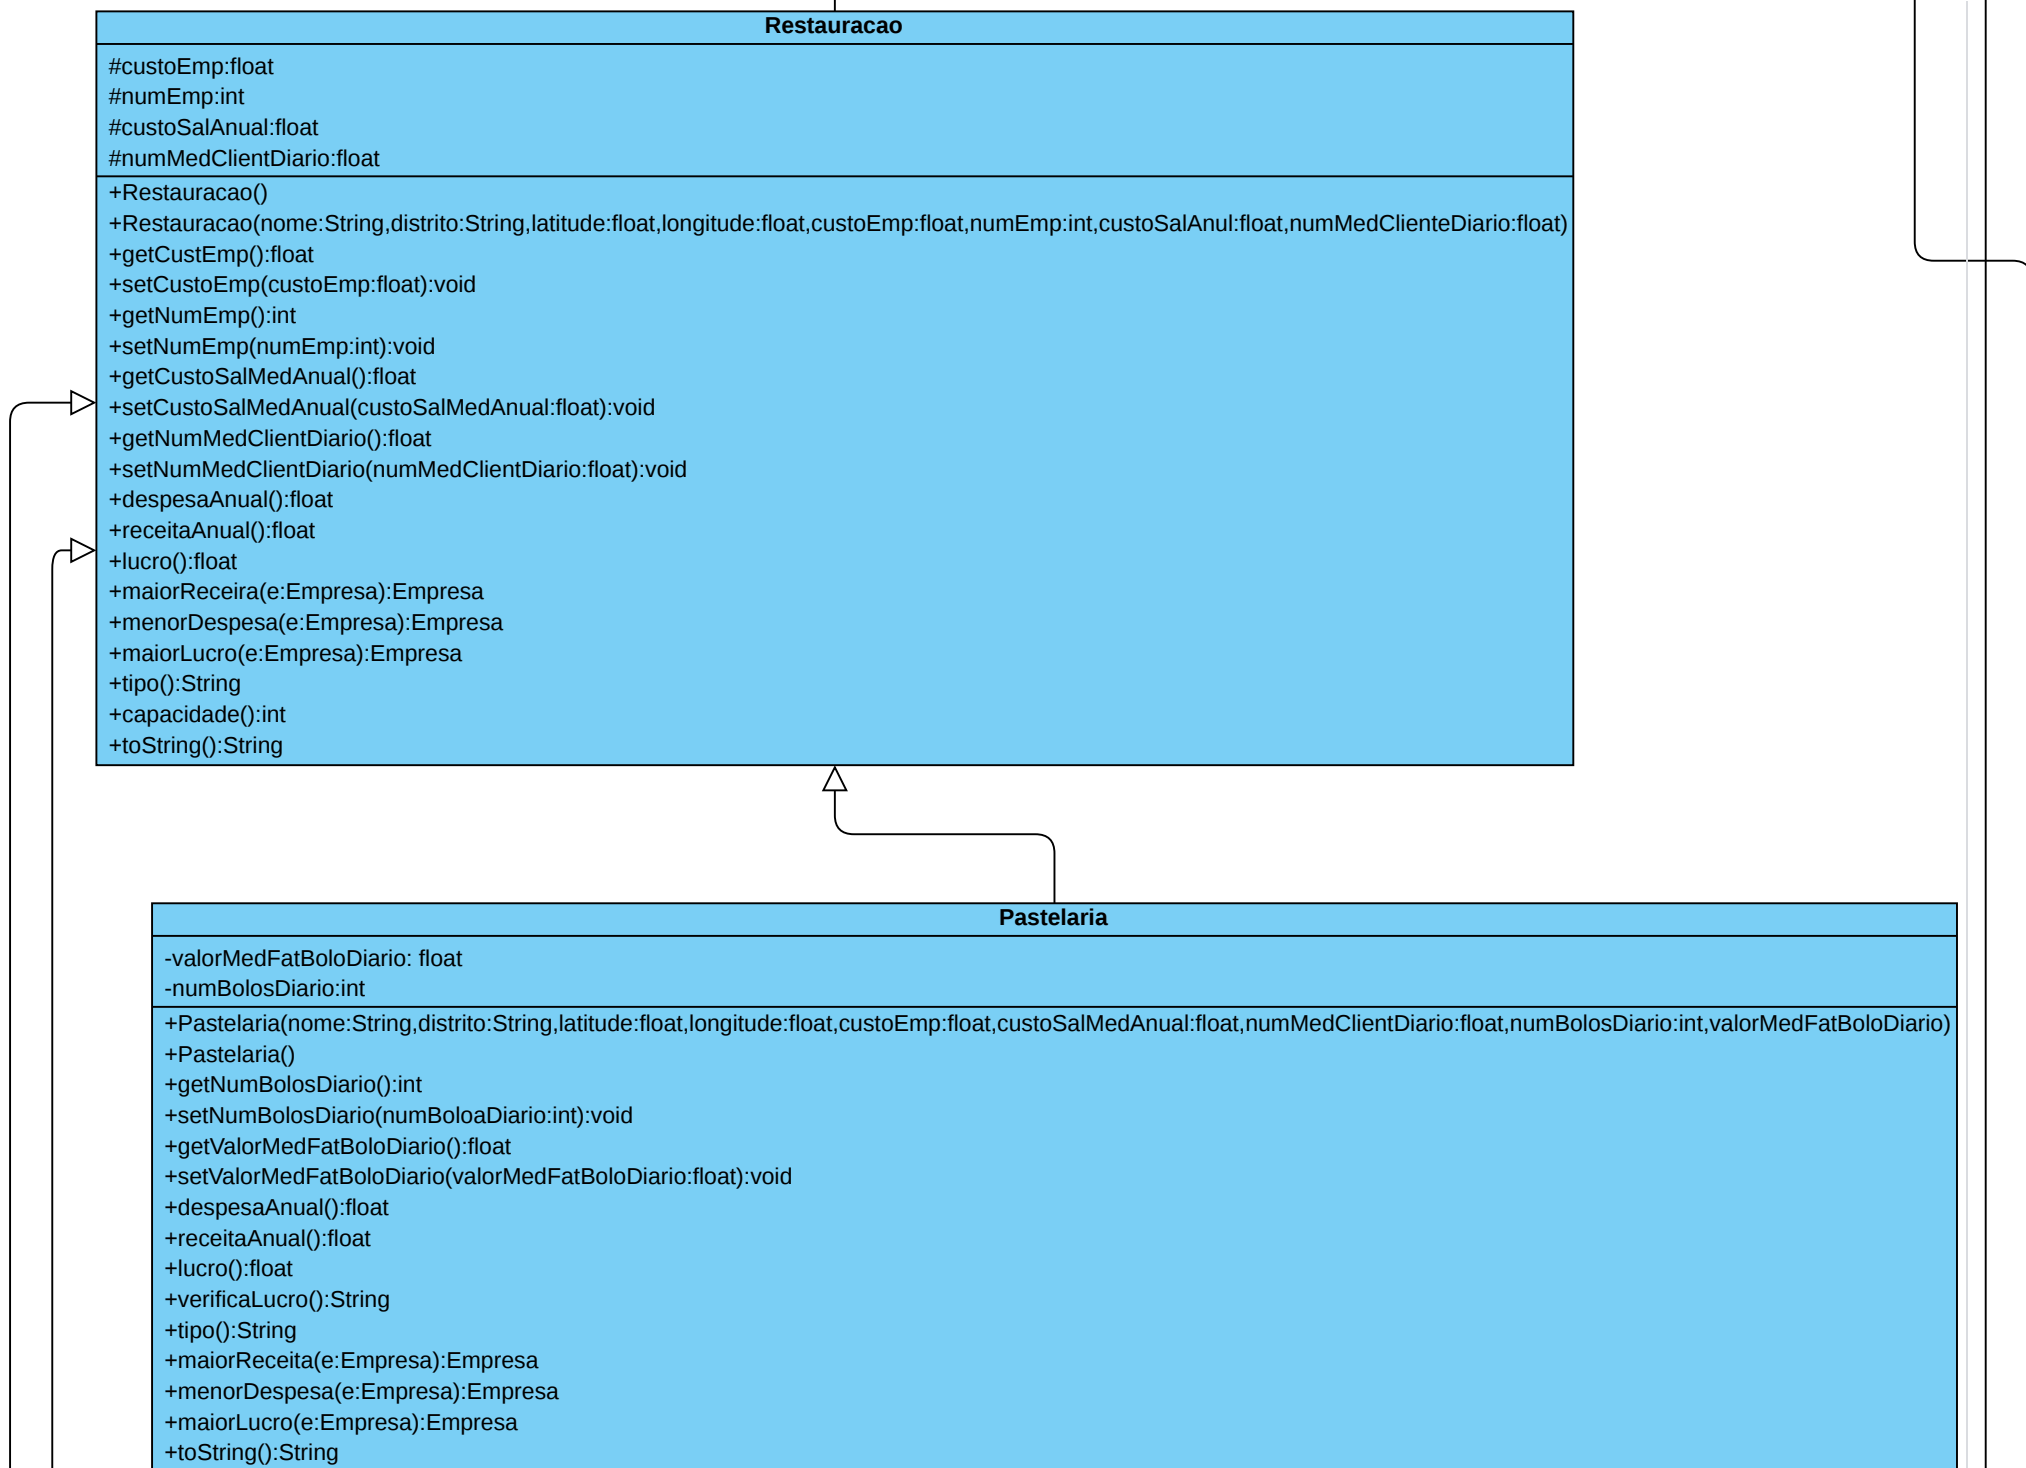 Restauracao
#custoEmp:float
#numEmp:int
#custoSalAnual:float
#numMedClientDiario:float
+Restauracao()
+Restauracao(nome:String,distrito:String,latitude:float,longitude:float,custoEmp:float,numEmp:int,custoSalAnul:float,numMedClienteDiario:float)
+getCustEmp():float
+setCustoEmp(custoEmp:float):void
+getNumEmp():int
+setNumEmp(numEmp:int):void
+getCustoSalMedAnual():float
+setCustoSalMedAnual(custoSalMedAnual:float):void
+getNumMedClientDiario():float
+setNumMedClientDiario(numMedClientDiario:float):void
+despesaAnual():float
+receitaAnual():float
+lucro():float
+maiorReceira(e:Empresa):Empresa
+menorDespesa(e:Empresa):Empresa
+maiorLucro(e:Empresa):Empresa
+tipo():String
+capacidade():int
+toString():String
Pastelaria
-valorMedFatBoloDiario: float
-numBolosDiario:int
+Pastelaria(nome:String,distrito:String,latitude:float,longitude:float,custoEmp:float,custoSalMedAnual:float,numMedClientDiario:float,numBolosDiario:int,valorMedFatBoloDiario)
+Pastelaria()
+getNumBolosDiario():int
+setNumBolosDiario(numBoloaDiario:int):void
+getValorMedFatBoloDiario():float
+setValorMedFatBoloDiario(valorMedFatBoloDiario:float):void
+despesaAnual():float
+receitaAnual():float
+lucro():float
+verificaLucro():String
+tipo():String
+maiorReceita(e:Empresa):Empresa
+menorDespesa(e:Empresa):Empresa
+maiorLucro(e:Empresa):Empresa
+toString():String